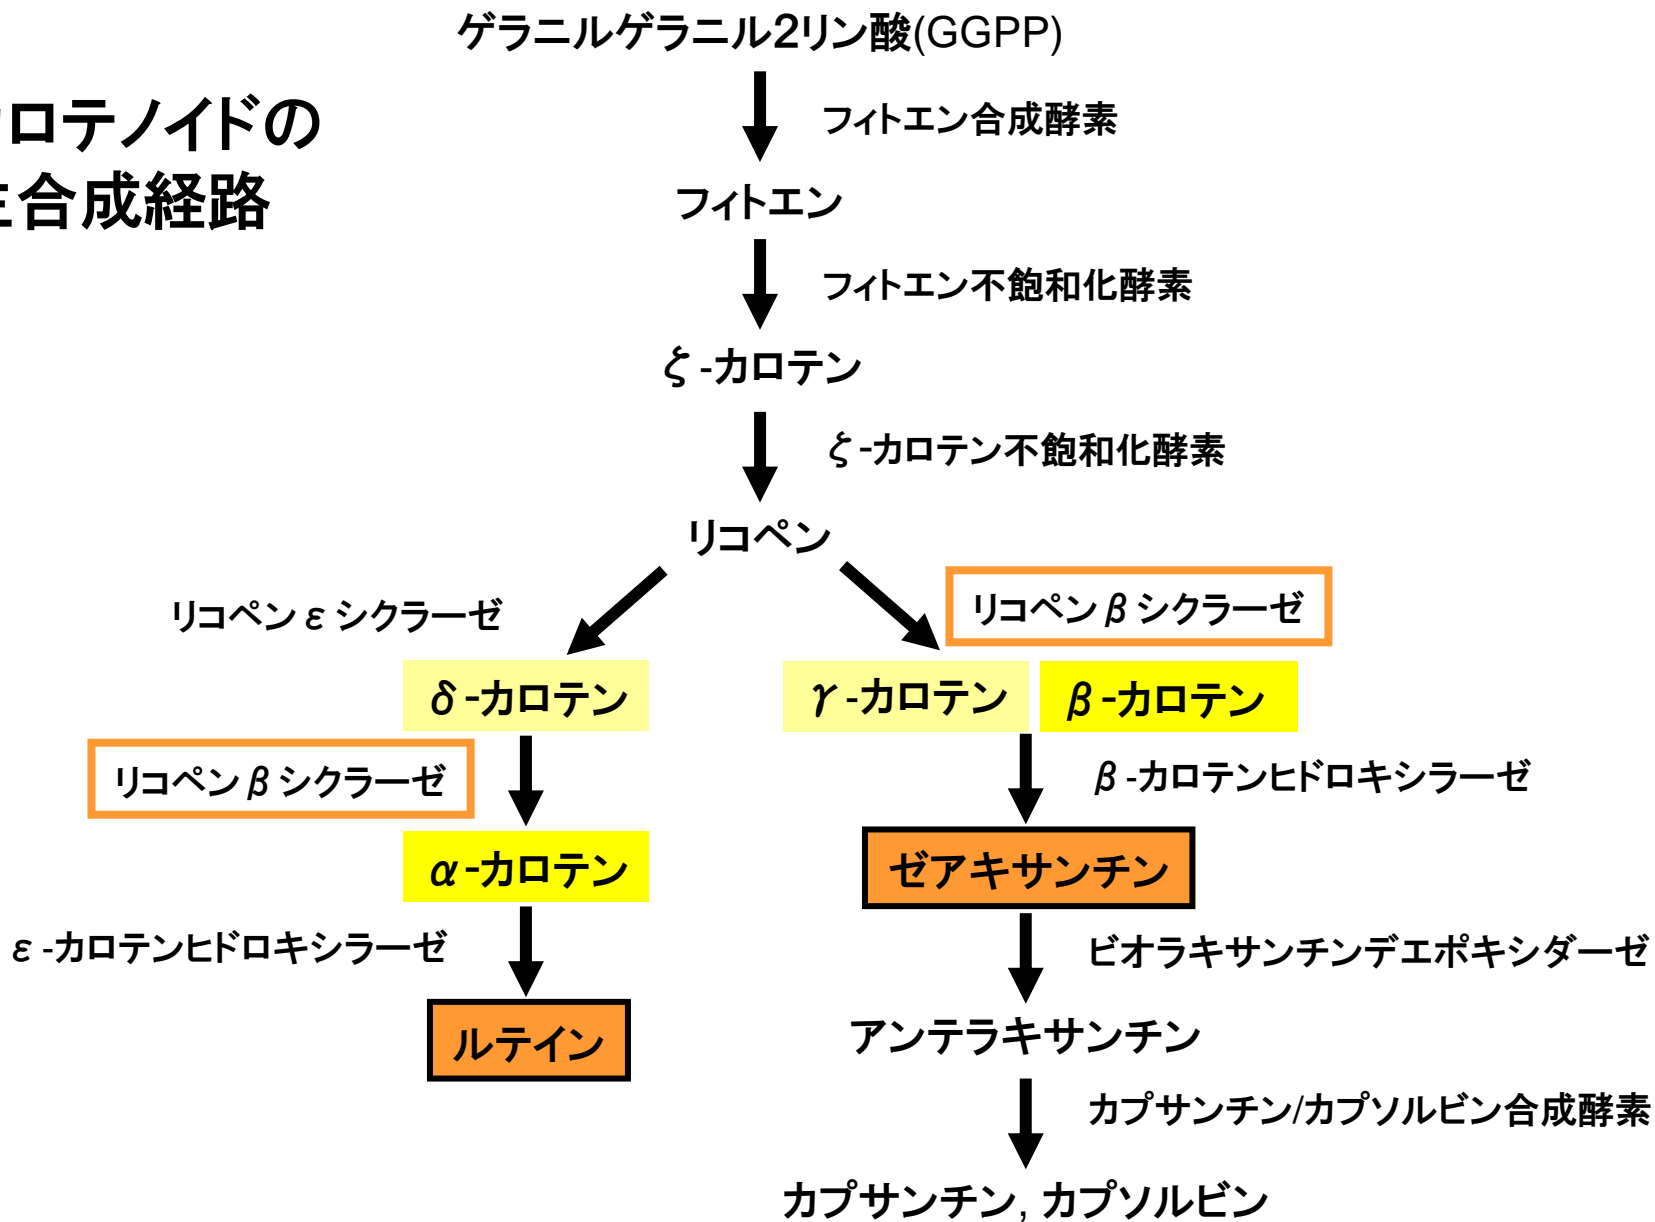 ゲラニルゲラニル2リン酸(GGPP)
ロテノイドの
合成経路
フィトエン合成酵素
フィトエン
フィトエン不飽和化酵素
ζ-カロテン
ζ-カロテン不飽和化酵素
リコペン
リコペンεシクラーゼ
リコペンβシクラーゼ
δ-カロテン
γ-カロテン
β-カロテン
リコペンβシクラーゼ
β-カロテンヒドロキシラーゼ
α-カロテン
ゼアキサンチン
ε-カロテンヒドロキシラーゼ
ビオラキサンチンデエポキシダーゼ
ルテイン
アンテラキサンチン
カプサンチン/カプソルビン合成酵素
カプサンチン, カプソルビン